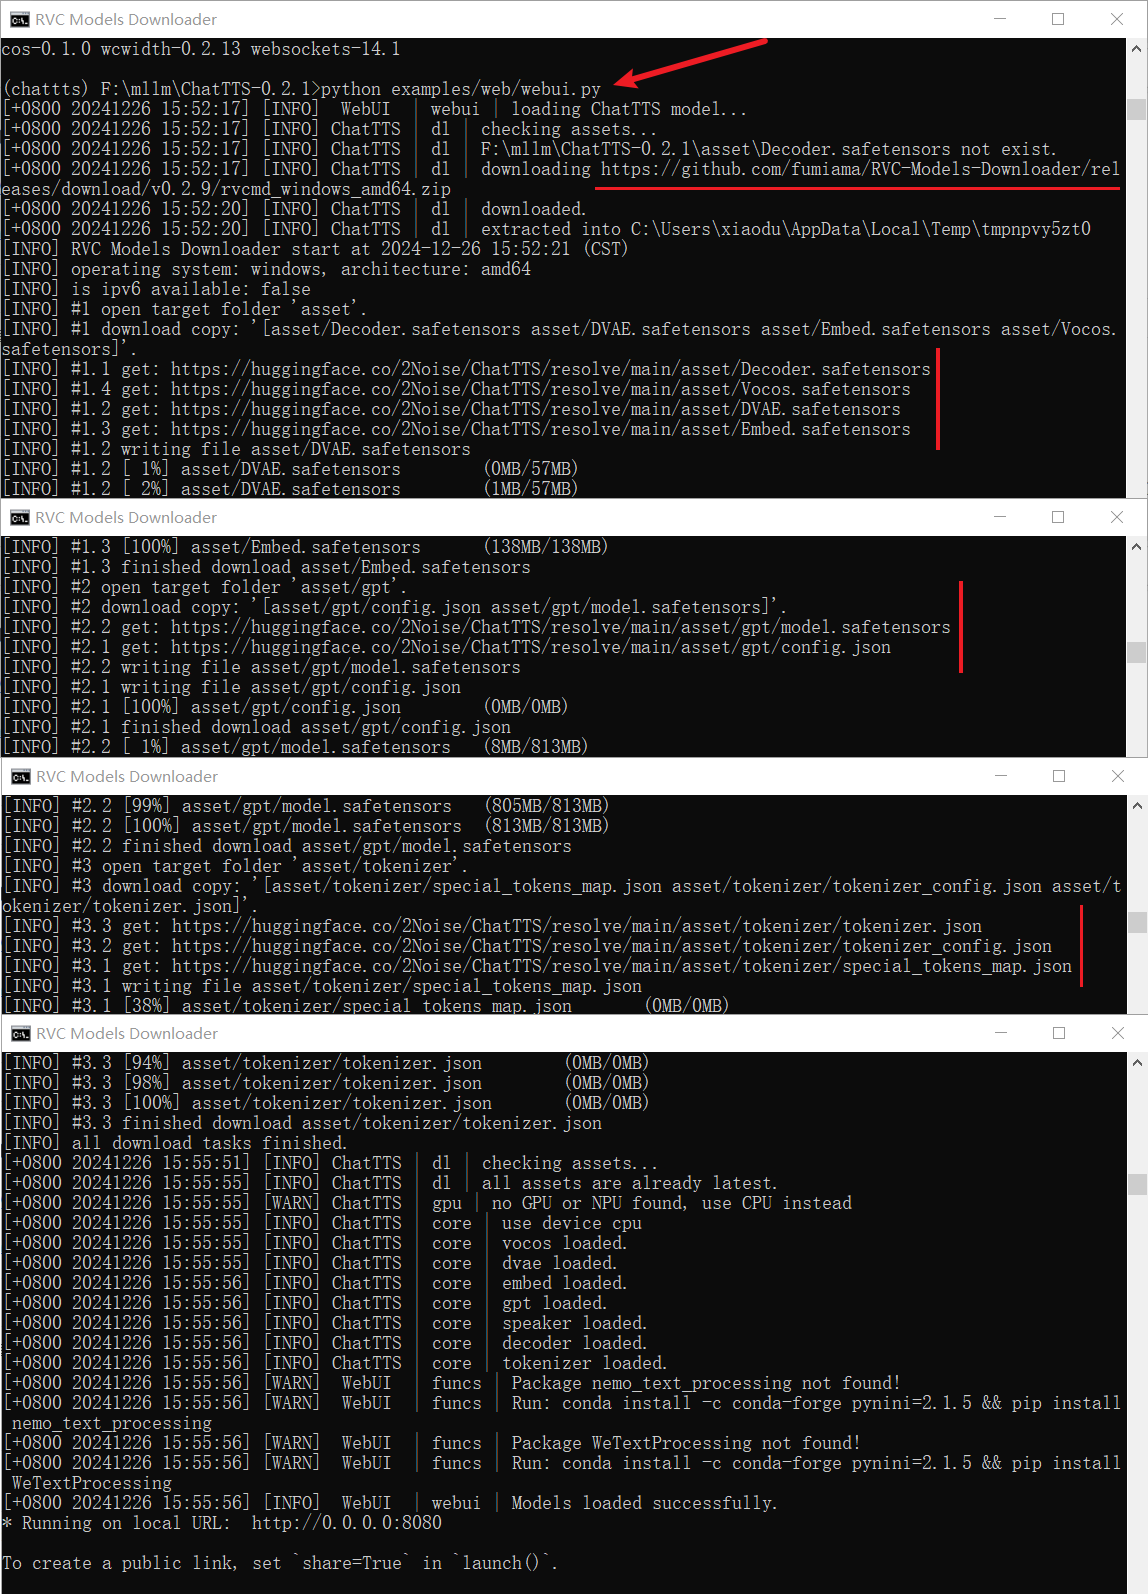 RVC Models Downloader
cos-0.1.0 wcwidth-0.2.13 websockets-14.1
(chattts) F:\mllm\ChatTTS-0.2.1>python examples/web/webui.py
[+0800 20241226 15:52:17] [INFO] WebUI | webui | loading ChatTTS model...
[+0800 20241226 15:52:17] [INFO] ChatTTS | dl | checking assets...
[+0800 20241226 15:52:17] [INFO] ChatTTS | dl | F:\mllm\ChatTTS-0.2.1\asset\Decoder.safetensors not exist.
[+0800 20241226 15:52:17] [INFO] ChatTTS | dl | downloading https://github.com/fumiama/RVC-Models-Downloader/rel
eases/download/v0.2.9/rvcmd_windows_amd64.zip
[+0800 20241226 15:52:20] [INFO] ChatTTS | dl | downloaded.
[+0800 20241226 15:52:20] [INFO] ChatTTS | dl | extracted into C:\Users\xiaodu\AppData\Local\Temp\tmpnpvy5zt0
[INFO] RVC Models Downloader start at 2024-12-26 15:52:21 (CST)
[INFO] operating system: windows, architecture: amd64
[INFO] is ipv6 available: false
[INFO] #1 open target folder 'asset'.
[INFO] #1 download copy: '[asset/Decoder.safetensors asset/DVAE.safetensors asset/Embed.safetensors asset/Vocos.
safetensors]'.
[INFO] #1.1 get: https://huggingface.co/2Noise/ChatTTS/resolve/main/asset/Decoder.safetensors
[INFO] #1.4 get: https://huggingface.co/2Noise/ChatTTS/resolve/main/asset/Vocos.safetensors
[INFO] #1.2 get: https://huggingface.co/2Noise/ChatTTS/resolve/main/asset/DVAE.safetensors
[INFO] #1.3 get: https://huggingface.co/2Noise/ChatTTS/resolve/main/asset/Embed.safetensors
[INFO] #1.2 writing file asset/DVAE.safetensors
[INFO] #1.2 [ 1%] asset/DVAE.safetensors (0MB/57MB)
[INFO] #1.2 [ 2%] asset/DVAE.safetensors (1MB/57MB)
RVC Models Downloader
[INFO] #1.3 [100%] asset/Embed.safetensors (138MB/138MB)
[INFO] #1.3 finished download asset/Embed.safetensors
[INFO] #2 open target folder 'asset/gpt'.
[INFO] #2 download copy: '[asset/gpt/config.json asset/gpt/model.safetensors]'.
[INFO] #2.2 get: https://huggingface.co/2Noise/ChatTTS/resolve/main/asset/gpt/model.safetensors
[INFO] #2.1 get: https://huggingface.co/2Noise/ChatTTS/resolve/main/asset/gpt/config.json
[INFO] #2.2 writing file asset/gpt/model.safetensors
[INFO] #2.1 writing file asset/gpt/config.json
[INFO] #2.1 [100%] asset/gpt/config.json (0MB/0MB)
[INFO] #2.1 finished download asset/gpt/config.json
[INFO] #2.2 [ 1%] asset/gpt/model.safetensors (8MB/813MB)
RVC Models Downloader
[INFO] #2.2 [99%] asset/gpt/model.safetensors (805MB/813MB)
[INFO] #2.2 [100%] asset/gpt/model.safetensors (813MB/813MB)
[INFO] #2.2 finished download asset/gpt/model.safetensors
[INFO] #3 open target folder 'asset/tokenizer'.
[INFO] #3 download copy: '[asset/tokenizer/special_tokens_map.json asset/tokenizer/tokenizer_config.json asset/t
okenizer/tokenizer.json]'.
[INFO] #3.3 get: https://huggingface.co/2Noise/ChatTTS/resolve/main/asset/tokenizer/tokenizer.json
[INFO] #3.2 get: https://huggingface.co/2Noise/ChatTTS/resolve/main/asset/tokenizer/tokenizer_config.json
[INFO] #3.1 get: https://huggingface.co/2Noise/ChatTTS/resolve/main/asset/tokenizer/special_tokens_map.json
[INFO] #3.1 writing file asset/tokenizer/special_tokens_map.json
[INFO] #3.1 [38%] asset/tokenizer/special_tokens_map.json (0MB/0MB)
RVC Models Downloader
[INFO] #3.3 [94%] asset/tokenizer/tokenizer.json (0MB/0MB)
[INFO] #3.3 [98%] asset/tokenizer/tokenizer.json (0MB/0MB)
[INFO] #3.3 [100%] asset/tokenizer/tokenizer.json (0MB/0MB)
[INFO] #3.3 finished download asset/tokenizer/tokenizer.json
[INFO] all download tasks finished.
[+0800 20241226 15:55:51] [INFO] ChatTTS | dl | checking assets...
[+0800 20241226 15:55:55] [INFO] ChatTTS | dl | all assets are already latest.
[+0800 20241226 15:55:55] [WARN] ChatTTS | gpu | no GPU or NPU found, use CPU instead
[+0800 20241226 15:55:55] [INFO] ChatTTS | core | use device cpu
[+0800 20241226 15:55:55] [INFO] ChatTTS | core | vocos loaded.
[+0800 20241226 15:55:55] [INFO] ChatTTS | core | dvae loaded.
[+0800 20241226 15:55:56] [INFO] ChatTTS | core | embed loaded.
[+0800 20241226 15:55:56] [INFO] ChatTTS | core | gpt loaded.
[+0800 20241226 15:55:56] [INFO] ChatTTS | core | speaker loaded.
[+0800 20241226 15:55:56] [INFO] ChatTTS | core | decoder loaded.
[+0800 20241226 15:55:56] [INFO] ChatTTS | core | tokenizer loaded.
[+0800 20241226 15:55:56] [WARN] WebUI | funcs | Package nemo_text_processing not found!
[+0800 20241226 15:55:56] [WARN] WebUI | funcs | Run: conda install -c conda-forge pynini=2.1.5 && pip install
nemo_text_processing
[+0800 20241226 15:55:56] [WARN] WebUI | funcs | Package WeTextProcessing not found!
[+0800 20241226 15:55:56] [WARN] WebUI | funcs | Run: conda install -c conda-forge pynini=2.1.5 && pip install
WeTextProcessing
[+0800 20241226 15:55:56] [INFO] WebUI | webui | Models loaded successfully.
* Running on local URL:  http://0.0.0.0:8080
To create a public link, set `share=True` in `launch()`.